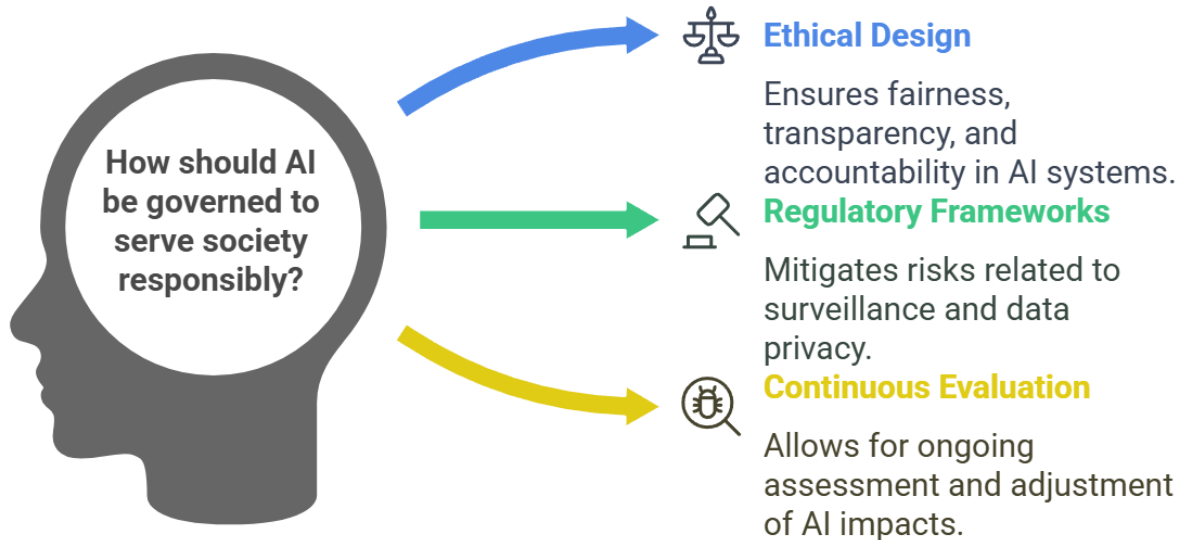 How should AI
be governed to
serve society
responsibly?
Ethical Design
Ensures fairness,
transparency, and
accountability in AI systems.
Regulatory Frameworks
Mitigates risks related to
surveillance and data
privacy.
Continuous Evaluation
Allows for ongoing
assessment and adjustment
of AI impacts.